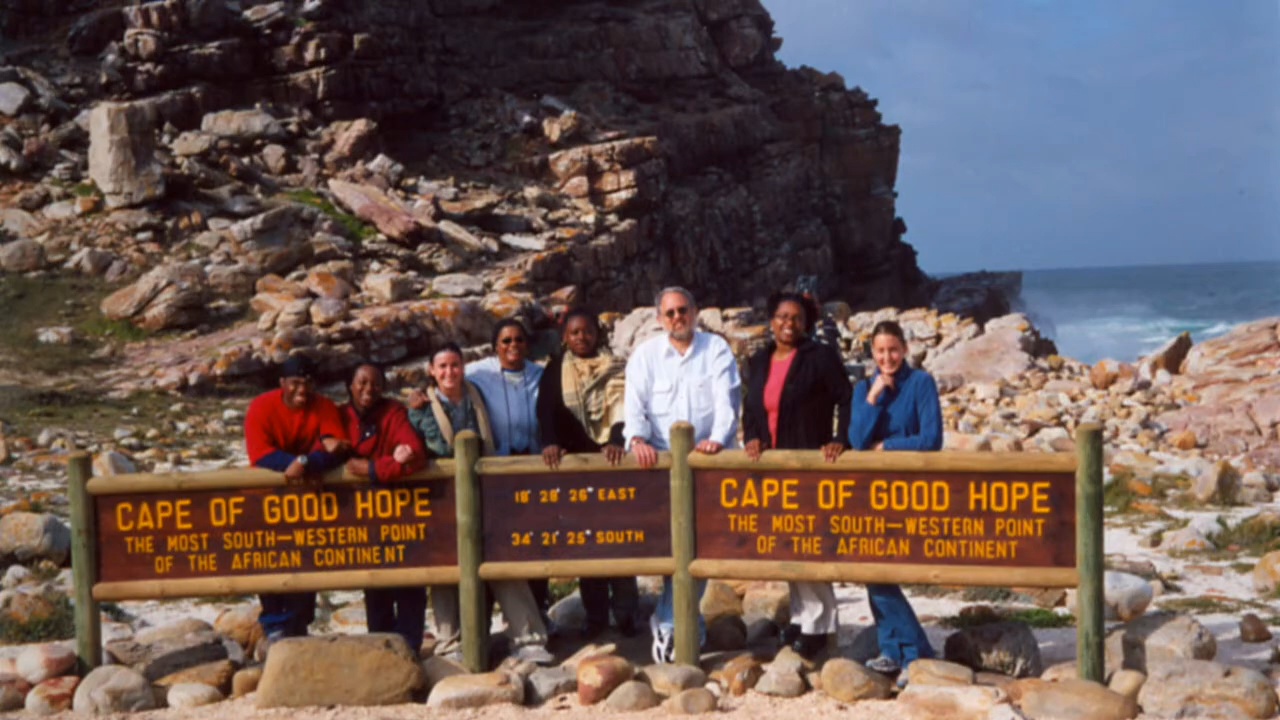 CAPE OF GOOD HOPE
THE MOST SOUTH-WESTERN POINT
OF THE AFRICAN CONTINENT
18° 28' 26" EAST
34° 21' 25" SOUTH
CAPE OF GOOD HOPE
THE MOST SOUTH-WESTERN POINT
OF THE AFRICAN CONTINENT